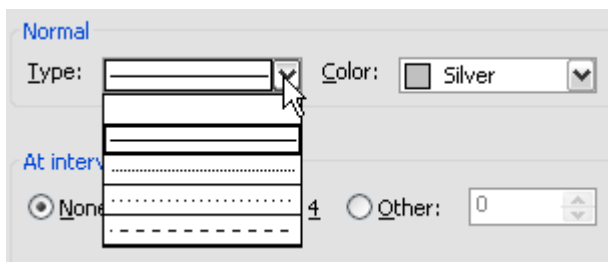 Normal
Type: Color: Silver
At interv
None 4 Other: 0